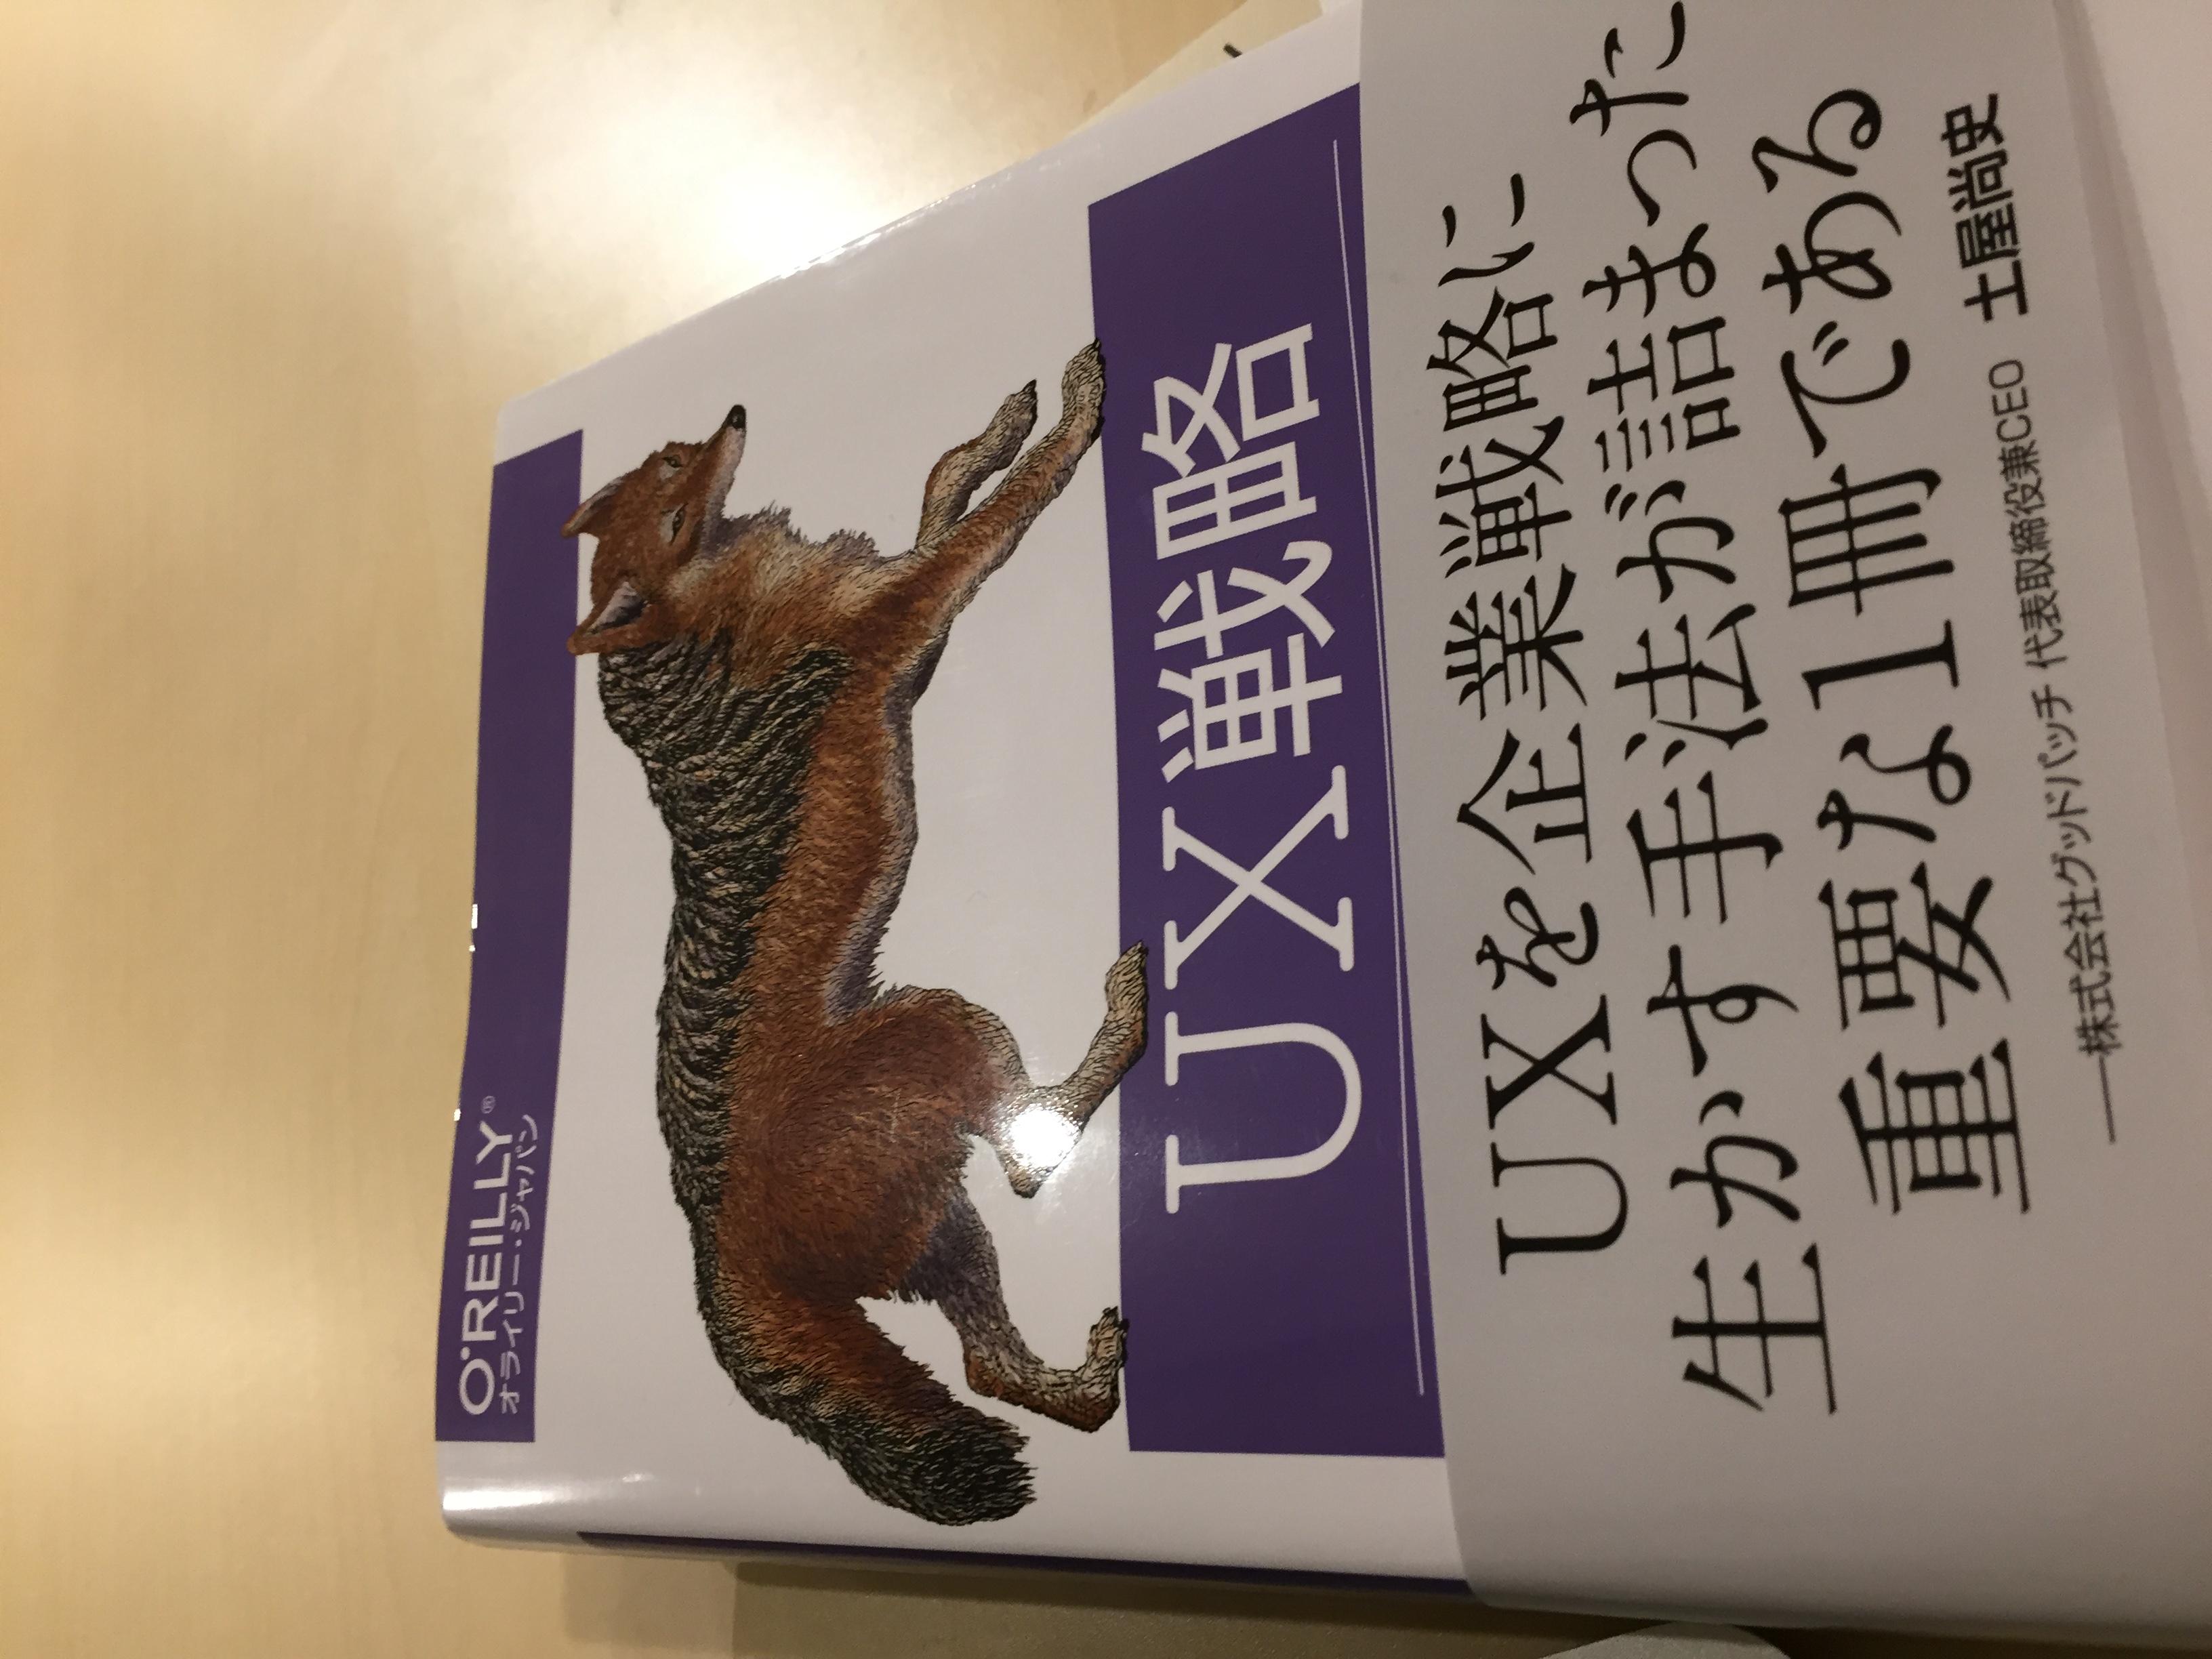 O'REILLY®
オライリー・ジャパン
UX戦略
UXを企業戦略に
生かす手法が詰まった
重要な1冊である
──株式会社グッドパッチ 代表取締役兼CEO 土屋尚史